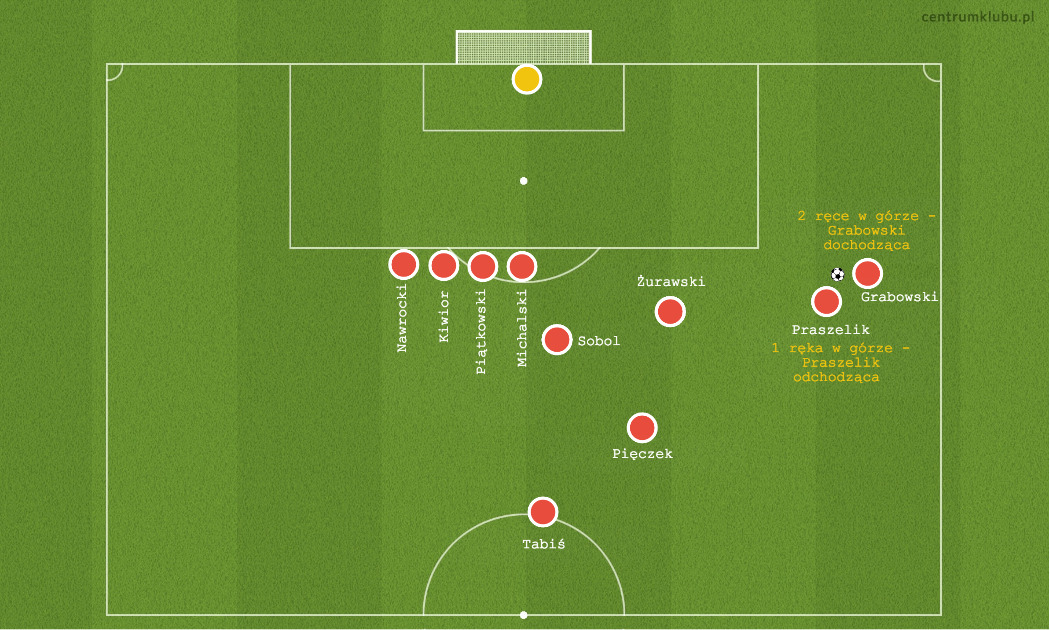 centrumklubu.pl
2 ręce w górze -
Grabowski
dochodząca
Żurawski
Grabowski
Nawrocki
Kiwior
Piątkowski
Michalski
Praszelik
Sobol
1 ręka w górze -
Praszelik
odchodząca
Pięczek
Tabiś